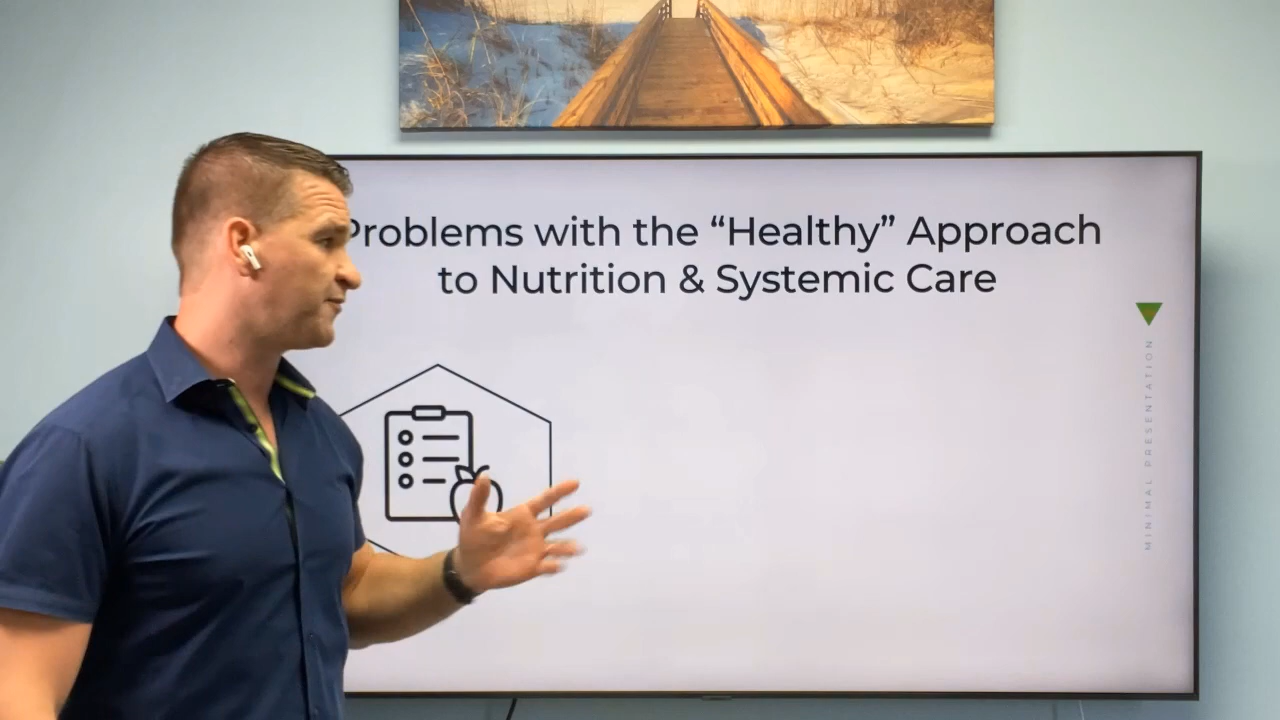 Problems with the “Healthy” Approach
to Nutrition & Systemic Care
MINIMAL PRESENTATION